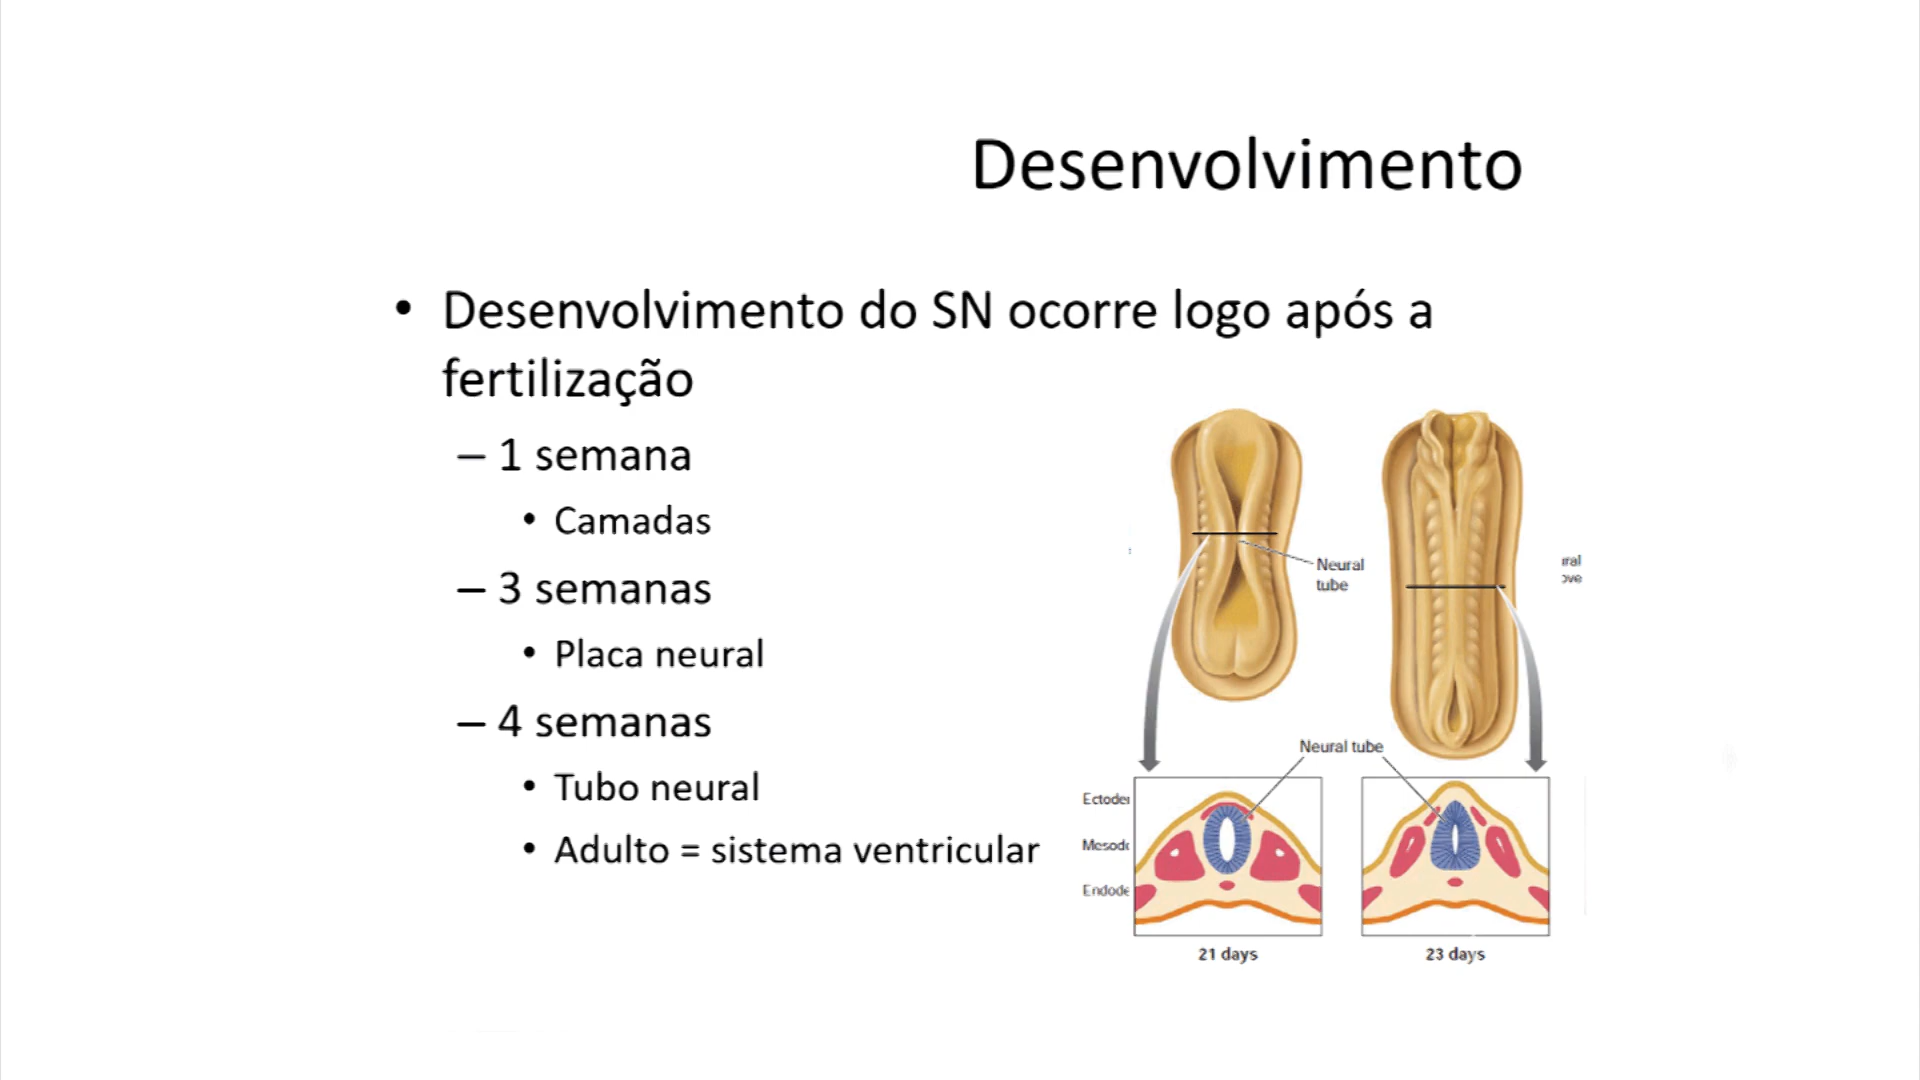 Desenvolvimento
• Desenvolvimento do SN ocorre logo após a
fertilização
– 1 semana
• Camadas
– 3 semanas
• Placa neural
– 4 semanas
• Tubo neural
• Adulto = sistema ventricular
Neural
tube
Neural tube
21 days
23 days